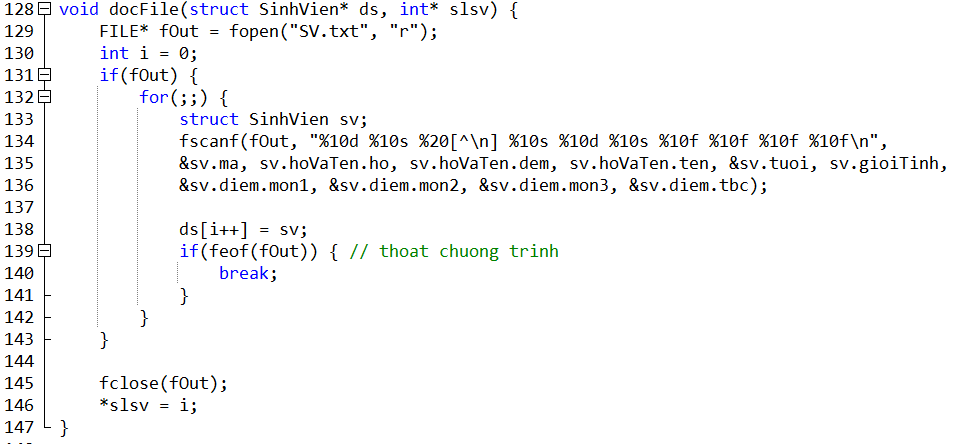 128 void docFile(struct SinhVien* ds, int* slsv) {
129     FILE* fOut = fopen("SV.txt", "r");
130     int i = 0;
131     if(fOut) {
132         for(;;) {
133             struct SinhVien sv;
134             fscanf(fOut, "%10d %10s %20[^\n] %10s %10d %10s %10f %10f %10f %10f\n",
135             &sv.ma, sv.hoVaTen.ho, sv.hoVaTen.dem, sv.hoVaTen.ten, &sv.tuoi, sv.gioiTinh,
136             &sv.diem.mon1, &sv.diem.mon2, &sv.diem.mon3, &sv.diem.tbc);
137
138             ds[i++] = sv;
139             if(feof(fOut)) { // thoat chuong trinh
140                 break;
141             }
142         }
143     }
144
145     fclose(fOut);
146     *slsv = i;
147 }